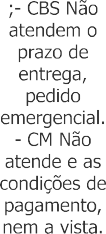 ;- CBS Não
atendem o
prazo de
entrega,
pedido
emergencial.
- CM Não
atende e as
condições de
pagamento,
nem a vista.